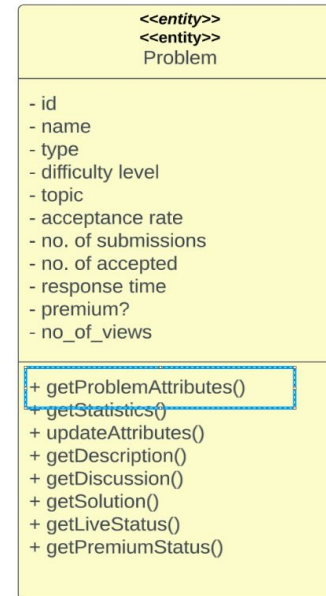 <<entity>>
<<entity>>
Problem
- id
- name
- type
- difficulty level
- topic
- acceptance rate
- no. of submissions
- no. of accepted
- response time
- premium?
- no_of_views
+ getProblemAttributes()
+ getStatistics()
+ updateAttributes()
+ getDescription()
+ getDiscussion()
+ getSolution()
+ getLiveStatus()
+ getPremiumStatus()